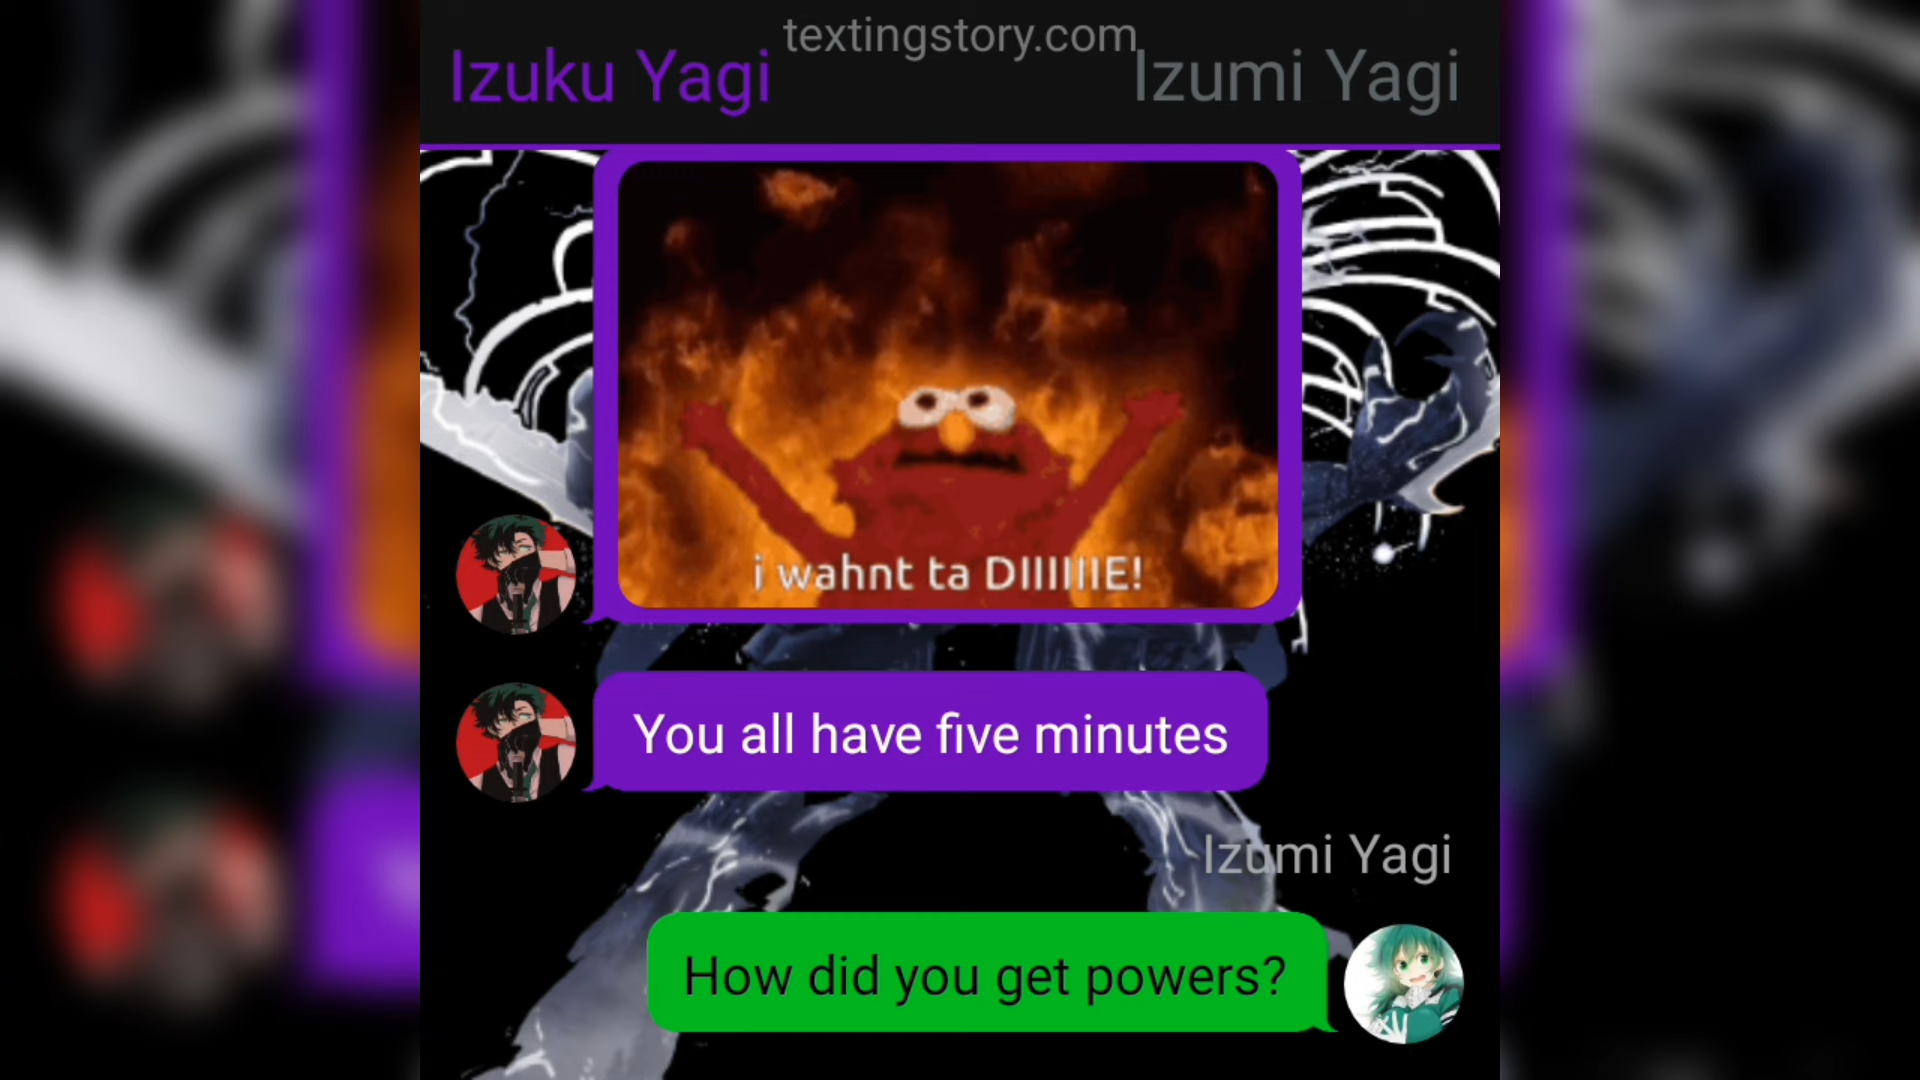 textingstory.com
Izuku Yagi
Izumi Yagi
i wahnt ta DIIIIIIE!
You all have five minutes
Izumi Yagi
How did you get powers?